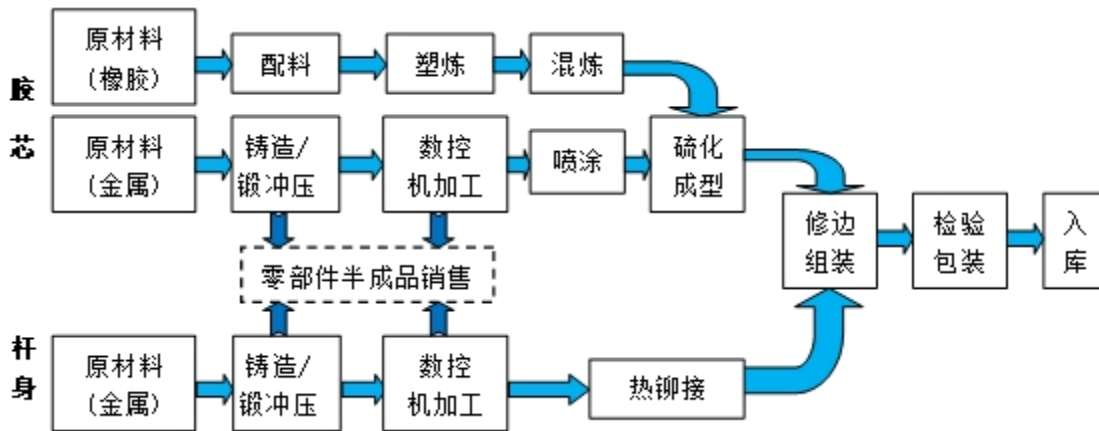 胶
芯
原材料
(橡胶)
配料
塑炼
混炼
原材料
(金属)
铸造/
锻冲压
数控
机加工
喷涂
硫化
成型
修边
组装
检验
包装
入
库
零部件半成品销售
杆
身
原材料
(金属)
铸造/
锻冲压
数控
机加工
热铆接